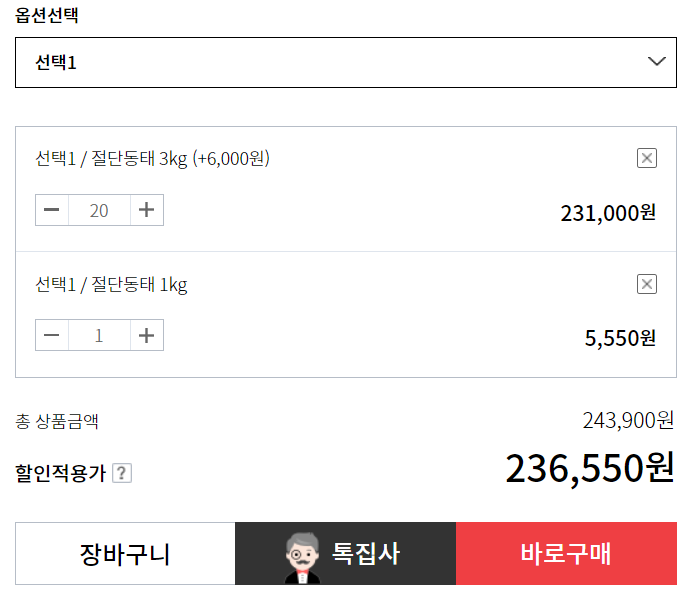 옵션선택
선택1
선택1 / 절단동태 3kg (+6,000원)
20
231,000원
선택1 / 절단동태 1kg
1
5,550원
총 상품금액
243,900원
할인적용가 ?
236,550원
장바구니
톡집사
바로구매